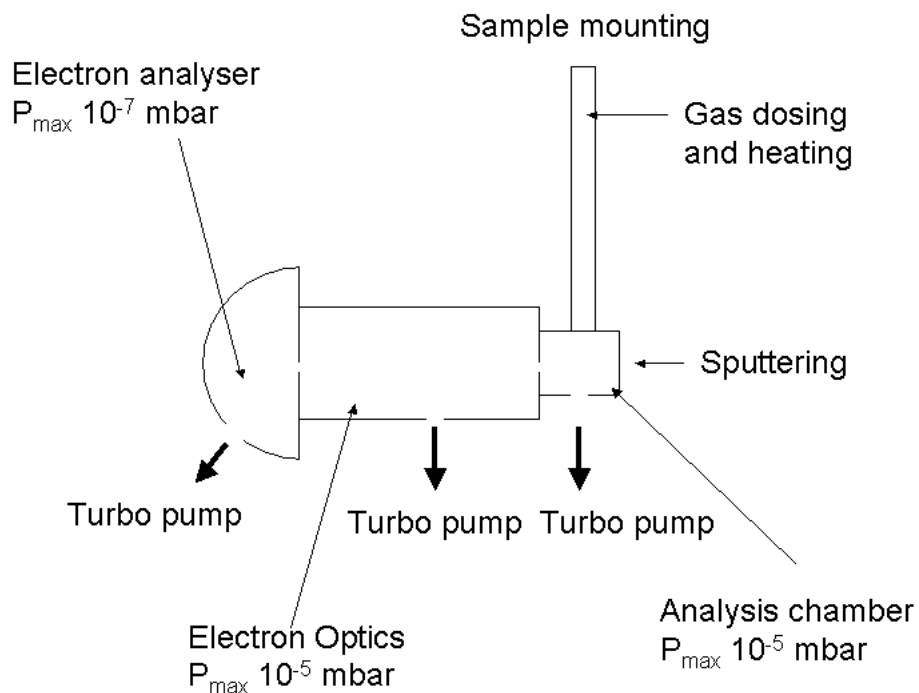 Sample mounting
Electron analyser
Pmax 10-7 mbar
Gas dosing
and heating
Sputtering
Turbo pump
Turbo pump
Turbo pump
Electron Optics
Pmax 10-5 mbar
Analysis chamber
Pmax 10-5 mbar